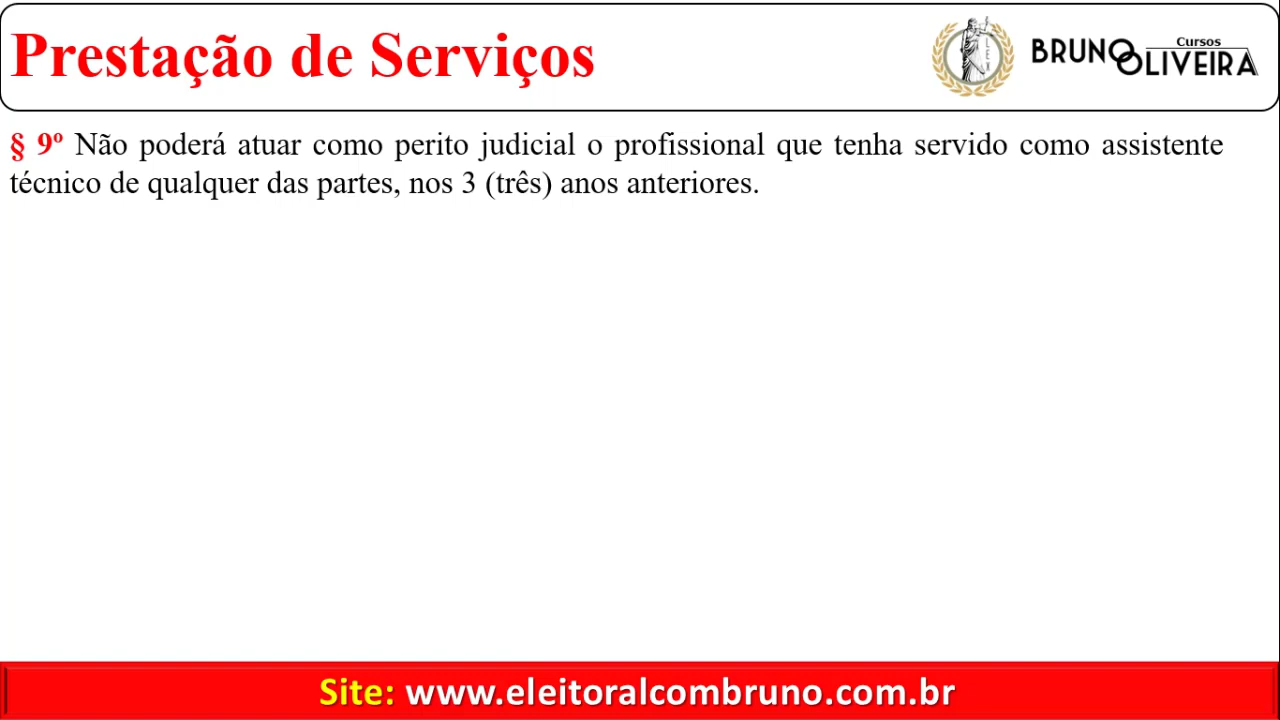 Prestação de Serviços
Cursos
BRUNO
OLIVEIRA
LEX
§ 9º Não poderá atuar como perito judicial o profissional que tenha servido como assistente
técnico de qualquer das partes, nos 3 (três) anos anteriores.
Site: www.eleitoralcombruno.com.br